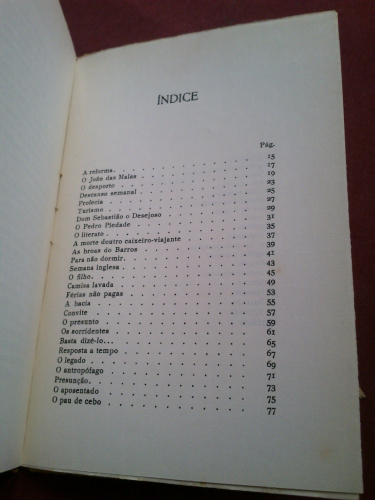 ÍNDICE
Pág.
A reforma. . . . . . . . . 15
O João das Malas . . . . . . . . . 17
O desporto . . . . . . . . . 19
Descanso semanal . . . . . . . . . 23
Profecia . . . . . . . . . 25
Turismo . . . . . . . . . 27
Dom Sebastião o Desejoso . . . . . . . . . 29
O Pedro Piedade . . . . . . . . . 31
O literato . . . . . . . . . 35
A morte doutro caixeiro-viajante . . . . . . . . . 37
As broas do Barros . . . . . . . . . 39
Para não dormir . . . . . . . . . 41
Semana inglesa . . . . . . . . . 43
O filho . . . . . . . . . 45
Camisa lavada . . . . . . . . . 49
Férias não pagas . . . . . . . . . 53
A bacia . . . . . . . . . 55
Convite . . . . . . . . . 57
O presunto . . . . . . . . . 59
Os sorridentes . . . . . . . . . 61
Basta dizê-lo... . . . . . . . . . 65
Resposta a tempo . . . . . . . . . 67
O legado . . . . . . . . . 69
O antropófago . . . . . . . . . 71
Presunção. . . . . . . . . 73
O aposentado . . . . . . . . . 75
O pau de cebo . . . . . . . . . 77